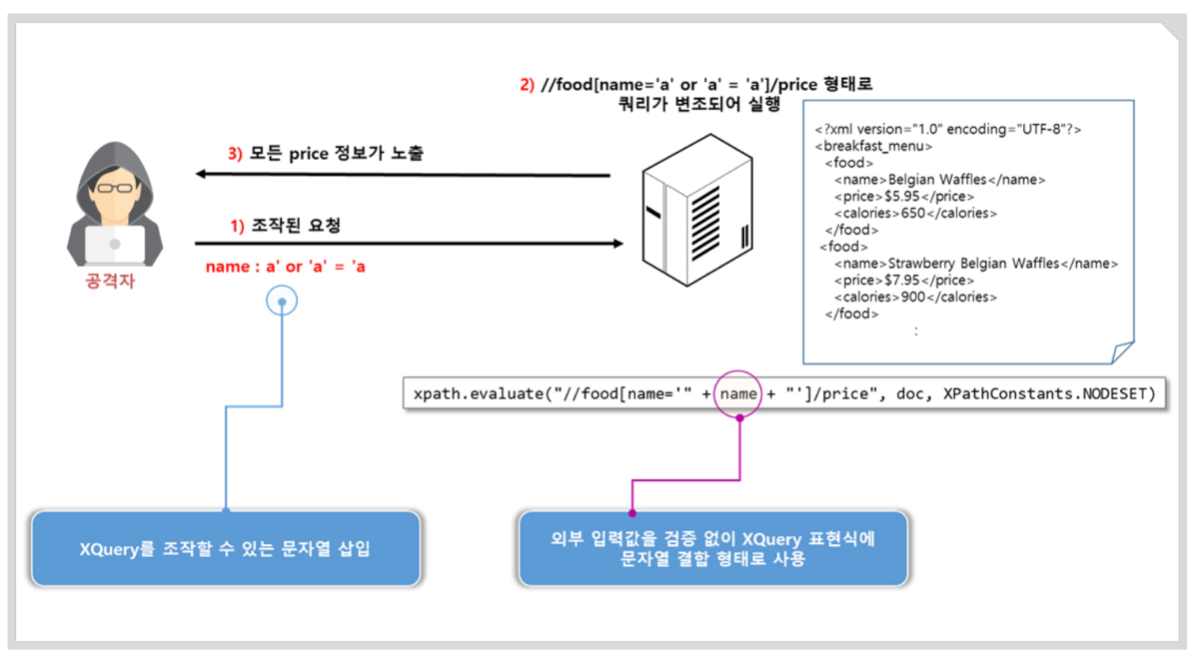 2) //food[name='a' or 'a' = 'a']/price 형태로
쿼리가 변조되어 실행
3) 모든 price 정보가 노출
1) 조작된 요청
name : a' or 'a' = 'a
공격자
<?xml version="1.0" encoding="UTF-8"?>
<breakfast_menu>
<food>
<name>Belgian Waffles</name>
<price>$5.95</price>
<calories>650</calories>
</food>
<food>
<name>Strawberry Belgian Waffles</name>
<price>$7.95</price>
<calories>900</calories>
</food>
:
xpath.evaluate("//food[name='" + name + "']/price", doc, XPathConstants.NODESET)
XQuery를 조작할 수 있는 문자열 삽입
외부 입력값을 검증 없이 XQuery 표현식에
문자열 결합 형태로 사용